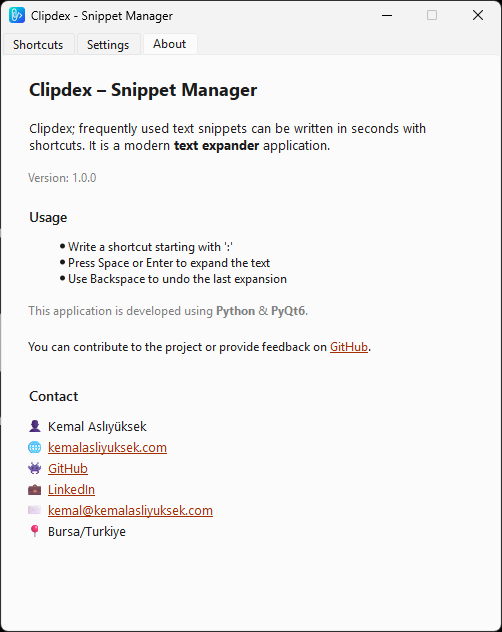 Clipdex - Snippet Manager
Shortcuts Settings About
Clipdex – Snippet Manager
Clipdex; frequently used text snippets can be written in seconds with
shortcuts. It is a modern text expander application.
Version: 1.0.0
Usage
• Write a shortcut starting with ':'
• Press Space or Enter to expand the text
• Use Backspace to undo the last expansion
This application is developed using Python & PyQt6.
You can contribute to the project or provide feedback on GitHub.
Contact
Kemal Aslıyüksek
kemalasliyuksek.com
GitHub
LinkedIn
kemal@kemalasliyuksek.com
Bursa/Turkiye